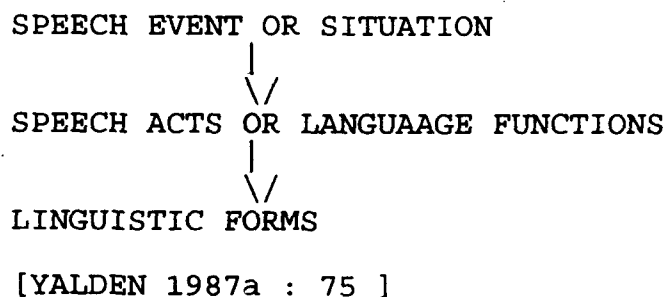 SPEECH EVENT OR SITUATION
SPEECH ACTS OR LANGUAAGE FUNCTIONS
LINGUISTIC FORMS
[YALDEN 1987a : 75 ]